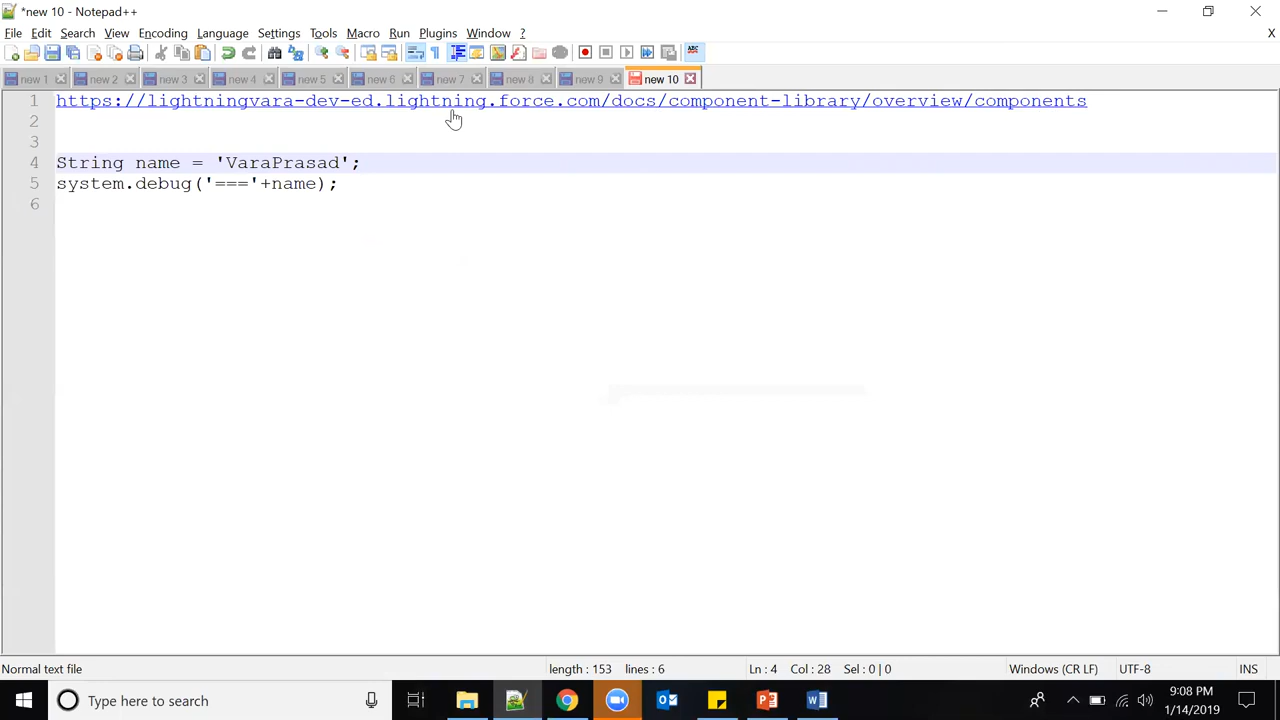 *new 10 - Notepad++
File Edit Search View Encoding Language Settings Tools Macro Run Plugins Window ? X
new 1 new 2 new 3 new 4 new 5 new 6 new 7 new 8 new 9 new 10
1 https://lightningvara-dev-ed.lightning.force.com/docs/component-library/overview/components
2
3
4 String name = 'VaraPrasad';
5 system.debug('==='+name);
6
Normal text file length : 153 lines : 6 Ln : 4 Col : 28 Sel : 0 | 0 Windows (CR LF) UTF-8 INS
Type here to search
9:08 PM
1/14/2019